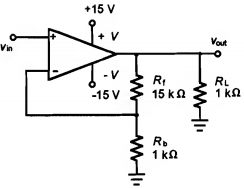 +15 V
v_out
v_in
+
+ V
-
- V
-15 V
R_f
15 kΩ
R_L
1 kΩ
R_b
1 kΩ